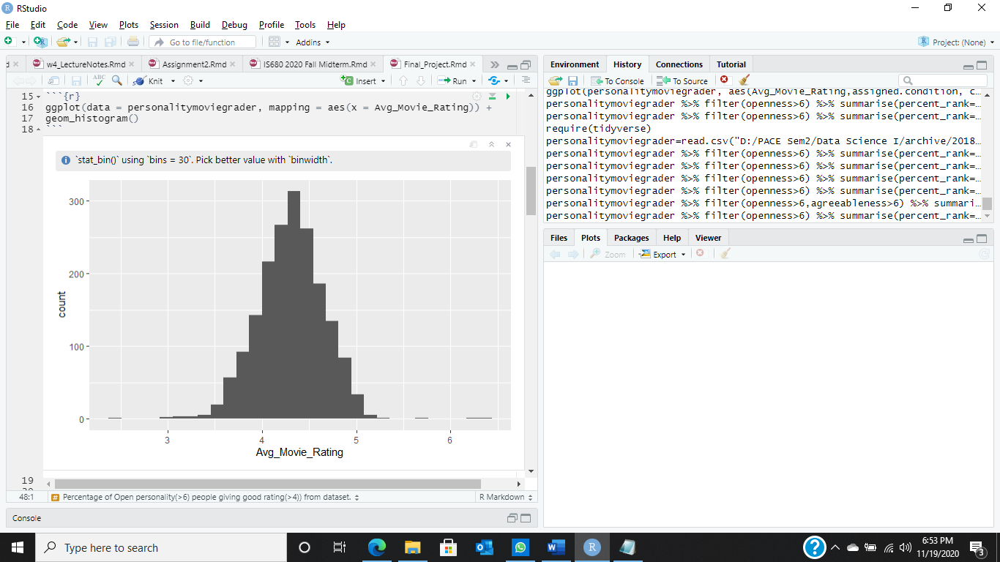 RStudio
File Edit Code View Plots Session Build Debug Profile Tools Help
Go to file/function Addins Project: (None)
d w4_LectureNotes.Rmd Assignment2.Rmd IS680 2020 Fall Midterm.Rmd Final_Project.Rmd
ABC Knit Insert Run
15 ```{r}
16 ggplot(data = personalitymoviegrader, mapping = aes(x = Avg_Movie_Rating)) +
17 geom_histogram()
18 ```
`stat_bin()` using `bins = 30`. Pick better value with `binwidth`.
300
200
100
0
count
3 4 5 6
Avg_Movie_Rating
19
48:1 # Percentage of Open personality(>6) people giving good rating(>4)) from dataset. R Markdown
Console
Environment History Connections Tutorial
To Console To Source
ggplot(personalitymoviegrader, aes(Avg_Movie_Rating,assigned.condition, c…
personalitymoviegrader %>% filter(openness>6) %>% summarise(percent_rank=…
personalitymoviegrader %>% filter(openness>6) %>% summarise(percent_rank=…
require(tidyverse)
personalitymoviegrader=read.csv("D:/PACE Sem2/Data Science I/archive/2018…
personalitymoviegrader %>% filter(openness>6) %>% summarise(percent_rank=…
personalitymoviegrader %>% filter(openness>6) %>% summarise(percent_rank=…
personalitymoviegrader %>% filter(openness>6) %>% summarise(percent_rank=…
personalitymoviegrader %>% filter(openness>6) %>% summarise(percent_rank=…
personalitymoviegrader %>% filter(openness>6,agreeableness>6) %>% summari…
personalitymoviegrader %>% filter(openness>6) %>% summarise(percent_rank=…
Files Plots Packages Help Viewer
Zoom Export
Type here to search
6:53 PM
11/19/2020
3